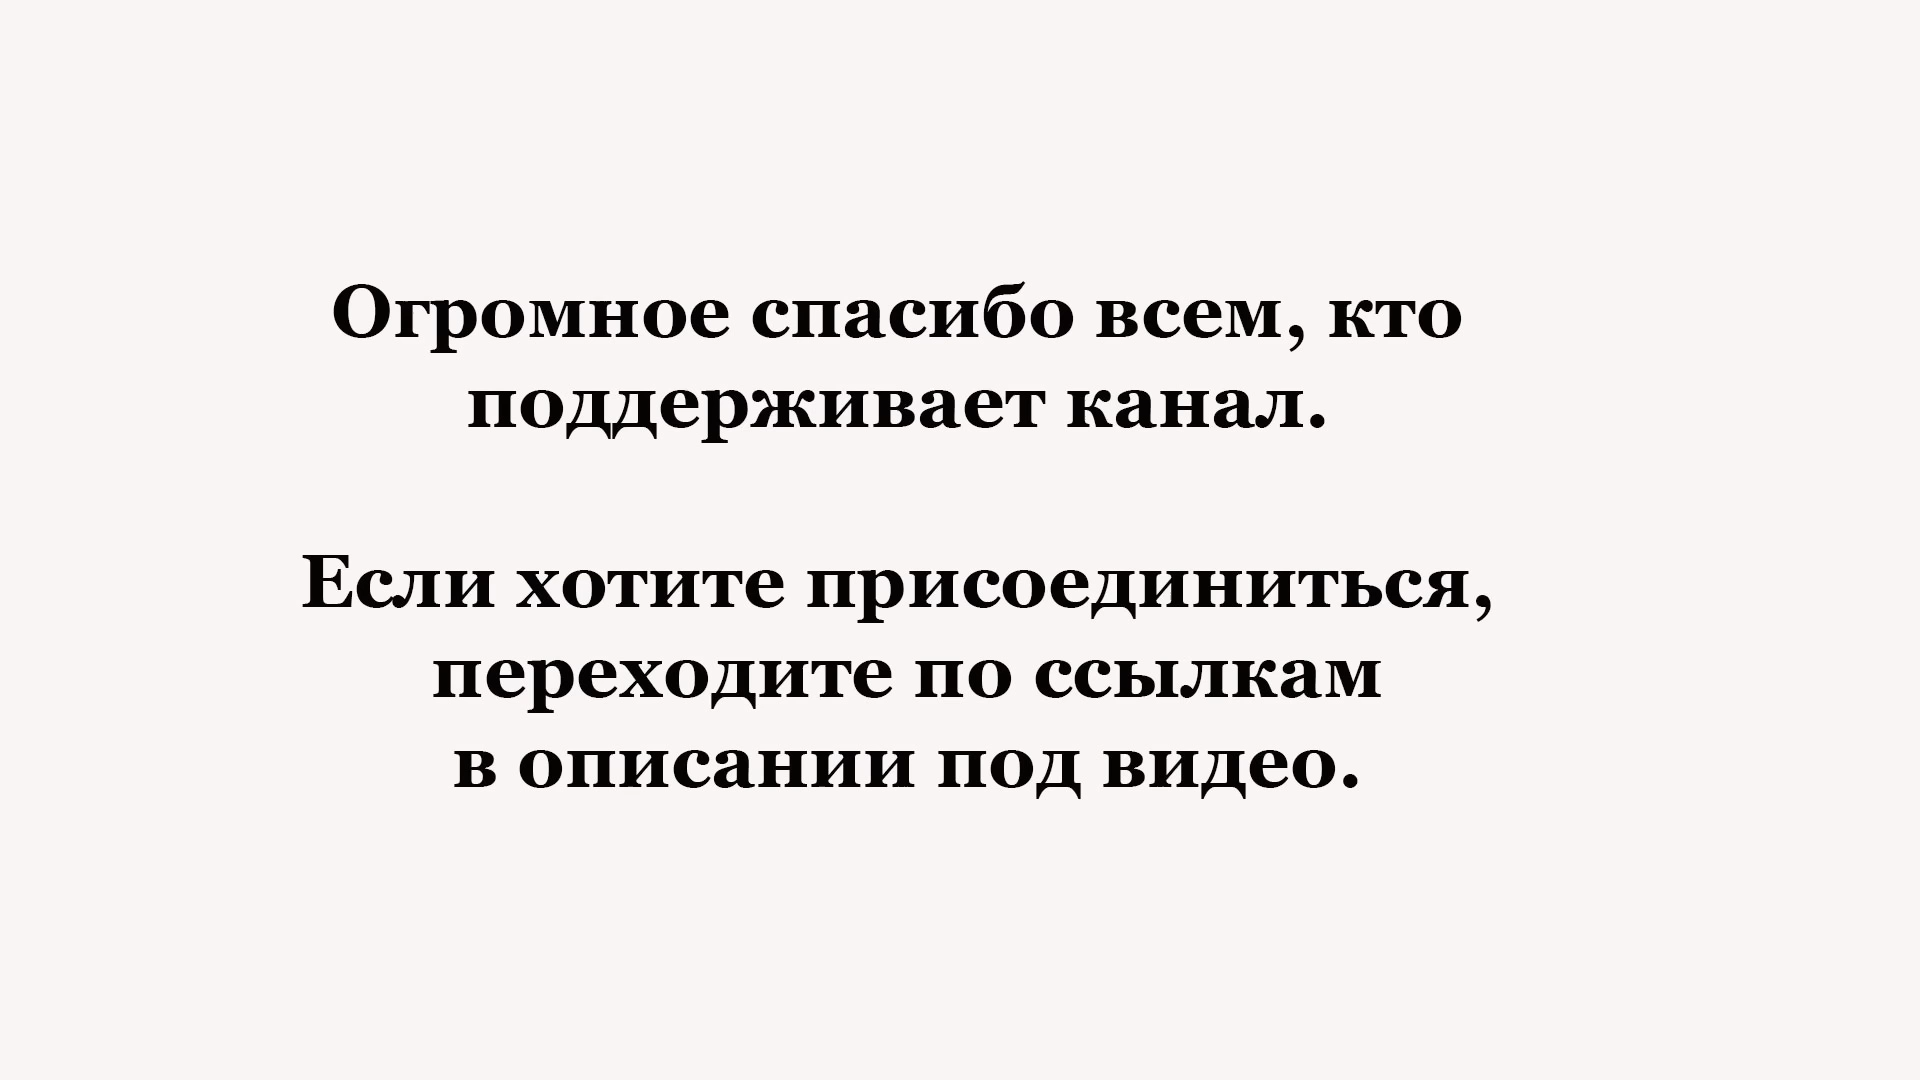 Огромное спасибо всем, кто
поддерживает канал.
Если хотите присоединиться,
переходите по ссылкам
в описании под видео.